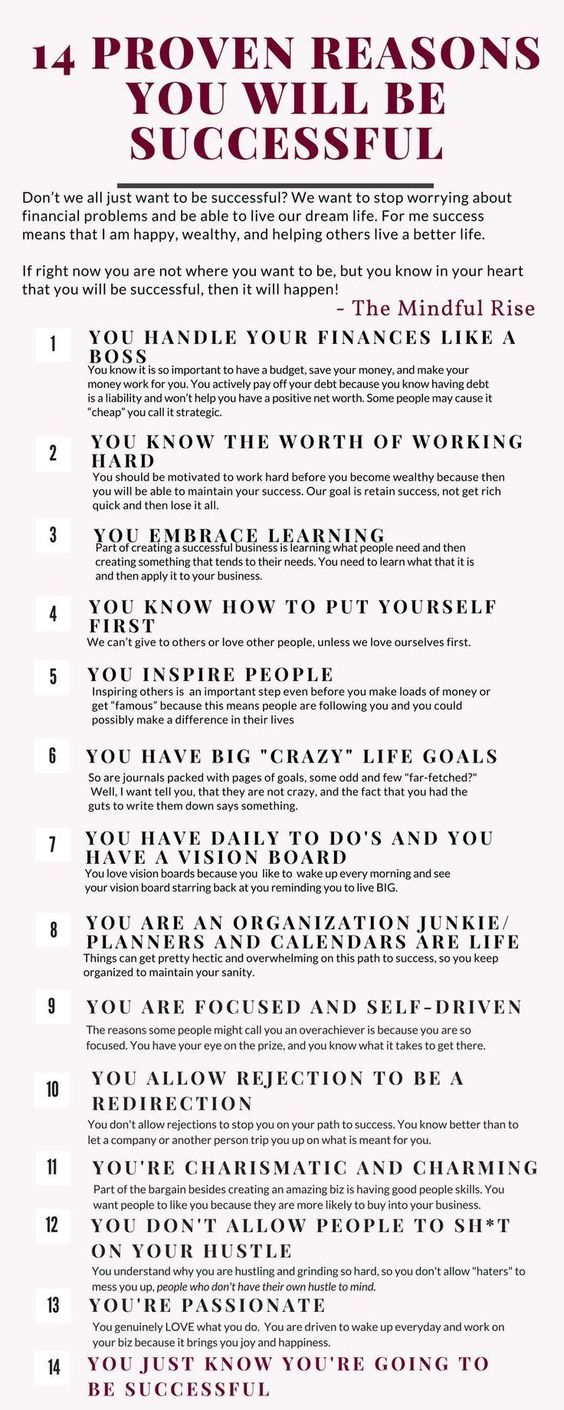 14 PROVEN REASONS
YOU WILL BE
SUCCESSFUL
Don't we all just want to be successful? We want to stop worrying about
financial problems and be able to live our dream life. For me success
means that I am happy, wealthy, and helping others live a better life.
If right now you are not where you want to be, but you know in your heart
that you will be successful, then it will happen!
- The Mindful Rise
1
YOU HANDLE YOUR FINANCES LIKE A
BOSS
You know it is so important to have a budget, save your money, and make your
money work for you. You actively pay off your debt because you know having debt
is a liability and won't help you have a positive net worth. Some people may cause it
"cheap" you call it strategic.
2
YOU KNOW THE WORTH OF WORKING
HARD
You should be motivated to work hard before you become wealthy because then
you will be able to maintain your success. Our goal is retain success, not get rich
quick and then lose it all.
3
YOU EMBRACE LEARNING
Part of creating a successful business is learning what people need and then
creating something that tends to their needs. You need to learn what that it is
and then apply it to your business.
4
YOU KNOW HOW TO PUT YOURSELF
FIRST
We can't give to others or love other people, unless we love ourselves first.
5
YOU INSPIRE PEOPLE
Inspiring others is an important step even before you make loads of money or
get "famous" because this means people are following you and you could
possibly make a difference in their lives
6
YOU HAVE BIG "CRAZY" LIFE GOALS
So are journals packed with pages of goals, some odd and few "far-fetched?"
Well, I want tell you, that they are not crazy, and the fact that you had the
guts to write them down says something.
7
YOU HAVE DAILY TO DO'S AND YOU
HAVE A VISION BOARD
You love vision boards because you like to wake up every morning and see
your vision board starring back at you reminding you to live BIG.
8
YOU ARE AN ORGANIZATION JUNKIE/
PLANNERS AND CALENDARS ARE LIFE
Things can get pretty hectic and overwhelming on this path to success, so you keep
organized to maintain your sanity.
9
YOU ARE FOCUSED AND SELF-DRIVEN
The reasons some people might call you an overachiever is because you are so
focused. You have your eye on the prize, and you know what it takes to get there.
10
YOU ALLOW REJECTION TO BE A
REDIRECTION
You don't allow rejections to stop you on your path to success. You know better than to
let a company or another person trip you up on what is meant for you.
11
YOU'RE CHARISMATIC AND CHARMING
Part of the bargain besides creating an amazing biz is having good people skills. You
want people to like you because they are more likely to buy into your business.
12
YOU DON'T ALLOW PEOPLE TO SH*T
ON YOUR HUSTLE
You understand why you are hustling and grinding so hard, so you don't allow "haters" to
mess you up, people who don't have their own hustle to mind.
13
YOU'RE PASSIONATE
You genuinely LOVE what you do. You are driven to wake up everyday and work on
your biz because it brings you joy and happiness.
14
YOU JUST KNOW YOU'RE GOING TO
BE SUCCESSFUL